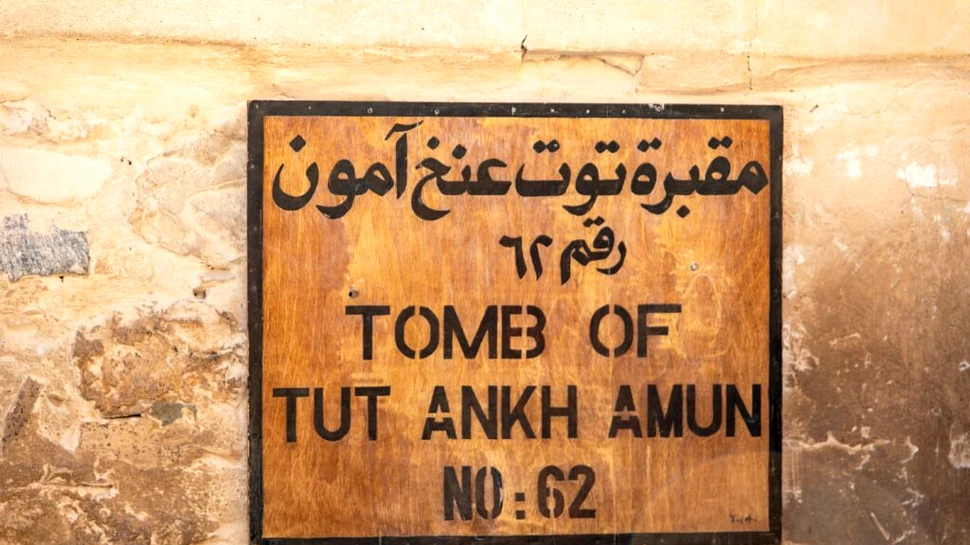 مقبرة توت عنخ آمون
رقم ٦٢
TOMB OF
TUT ANKH AMUN
NO:62